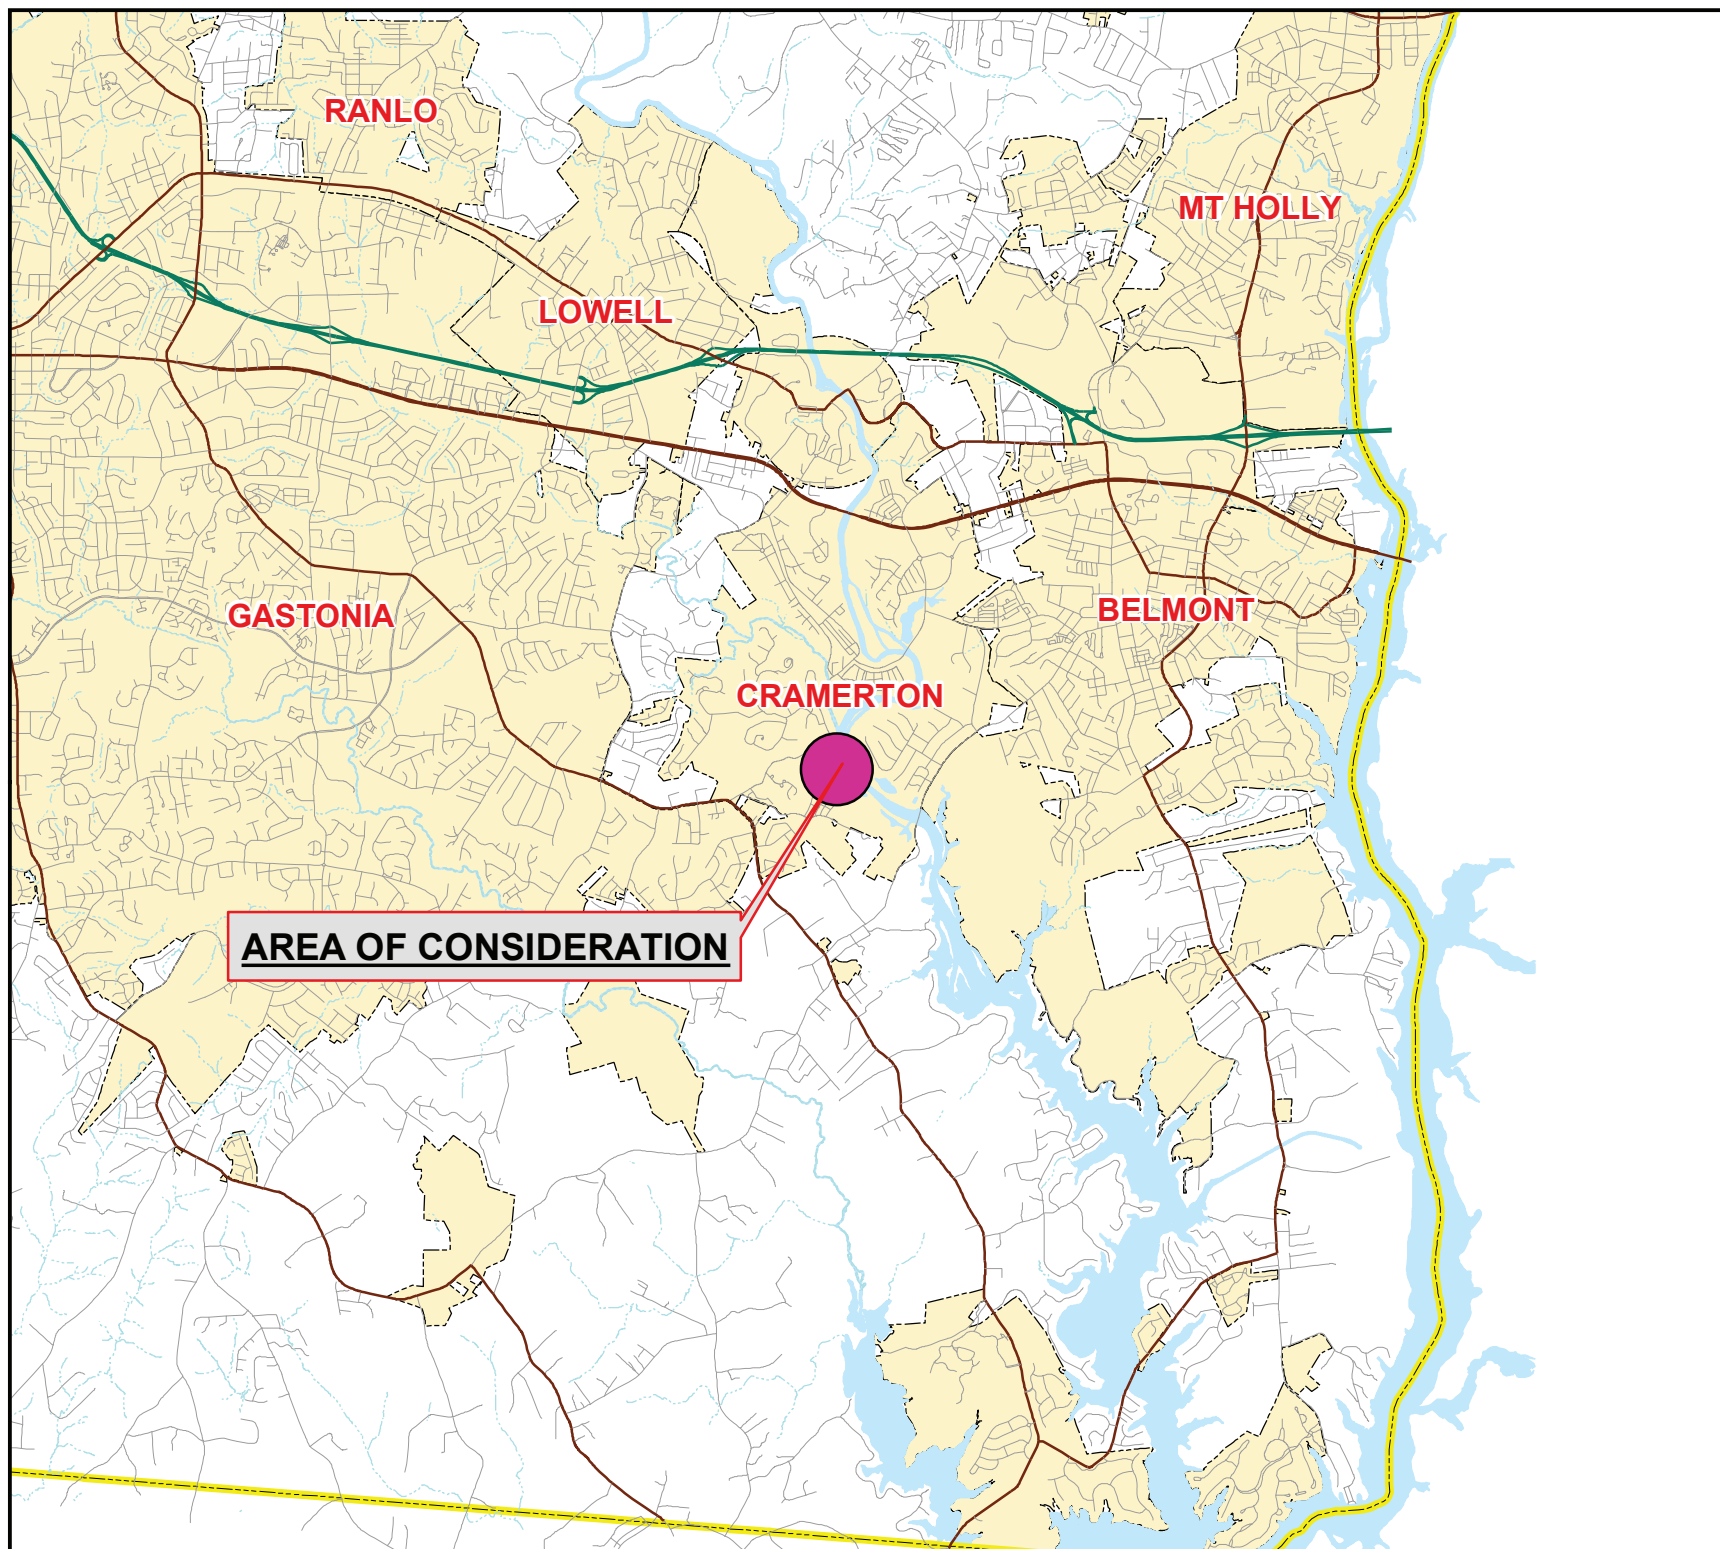 RANLO
MT HOLLY
LOWELL
GASTONIA
BELMONT
CRAMERTON
AREA OF CONSIDERATION